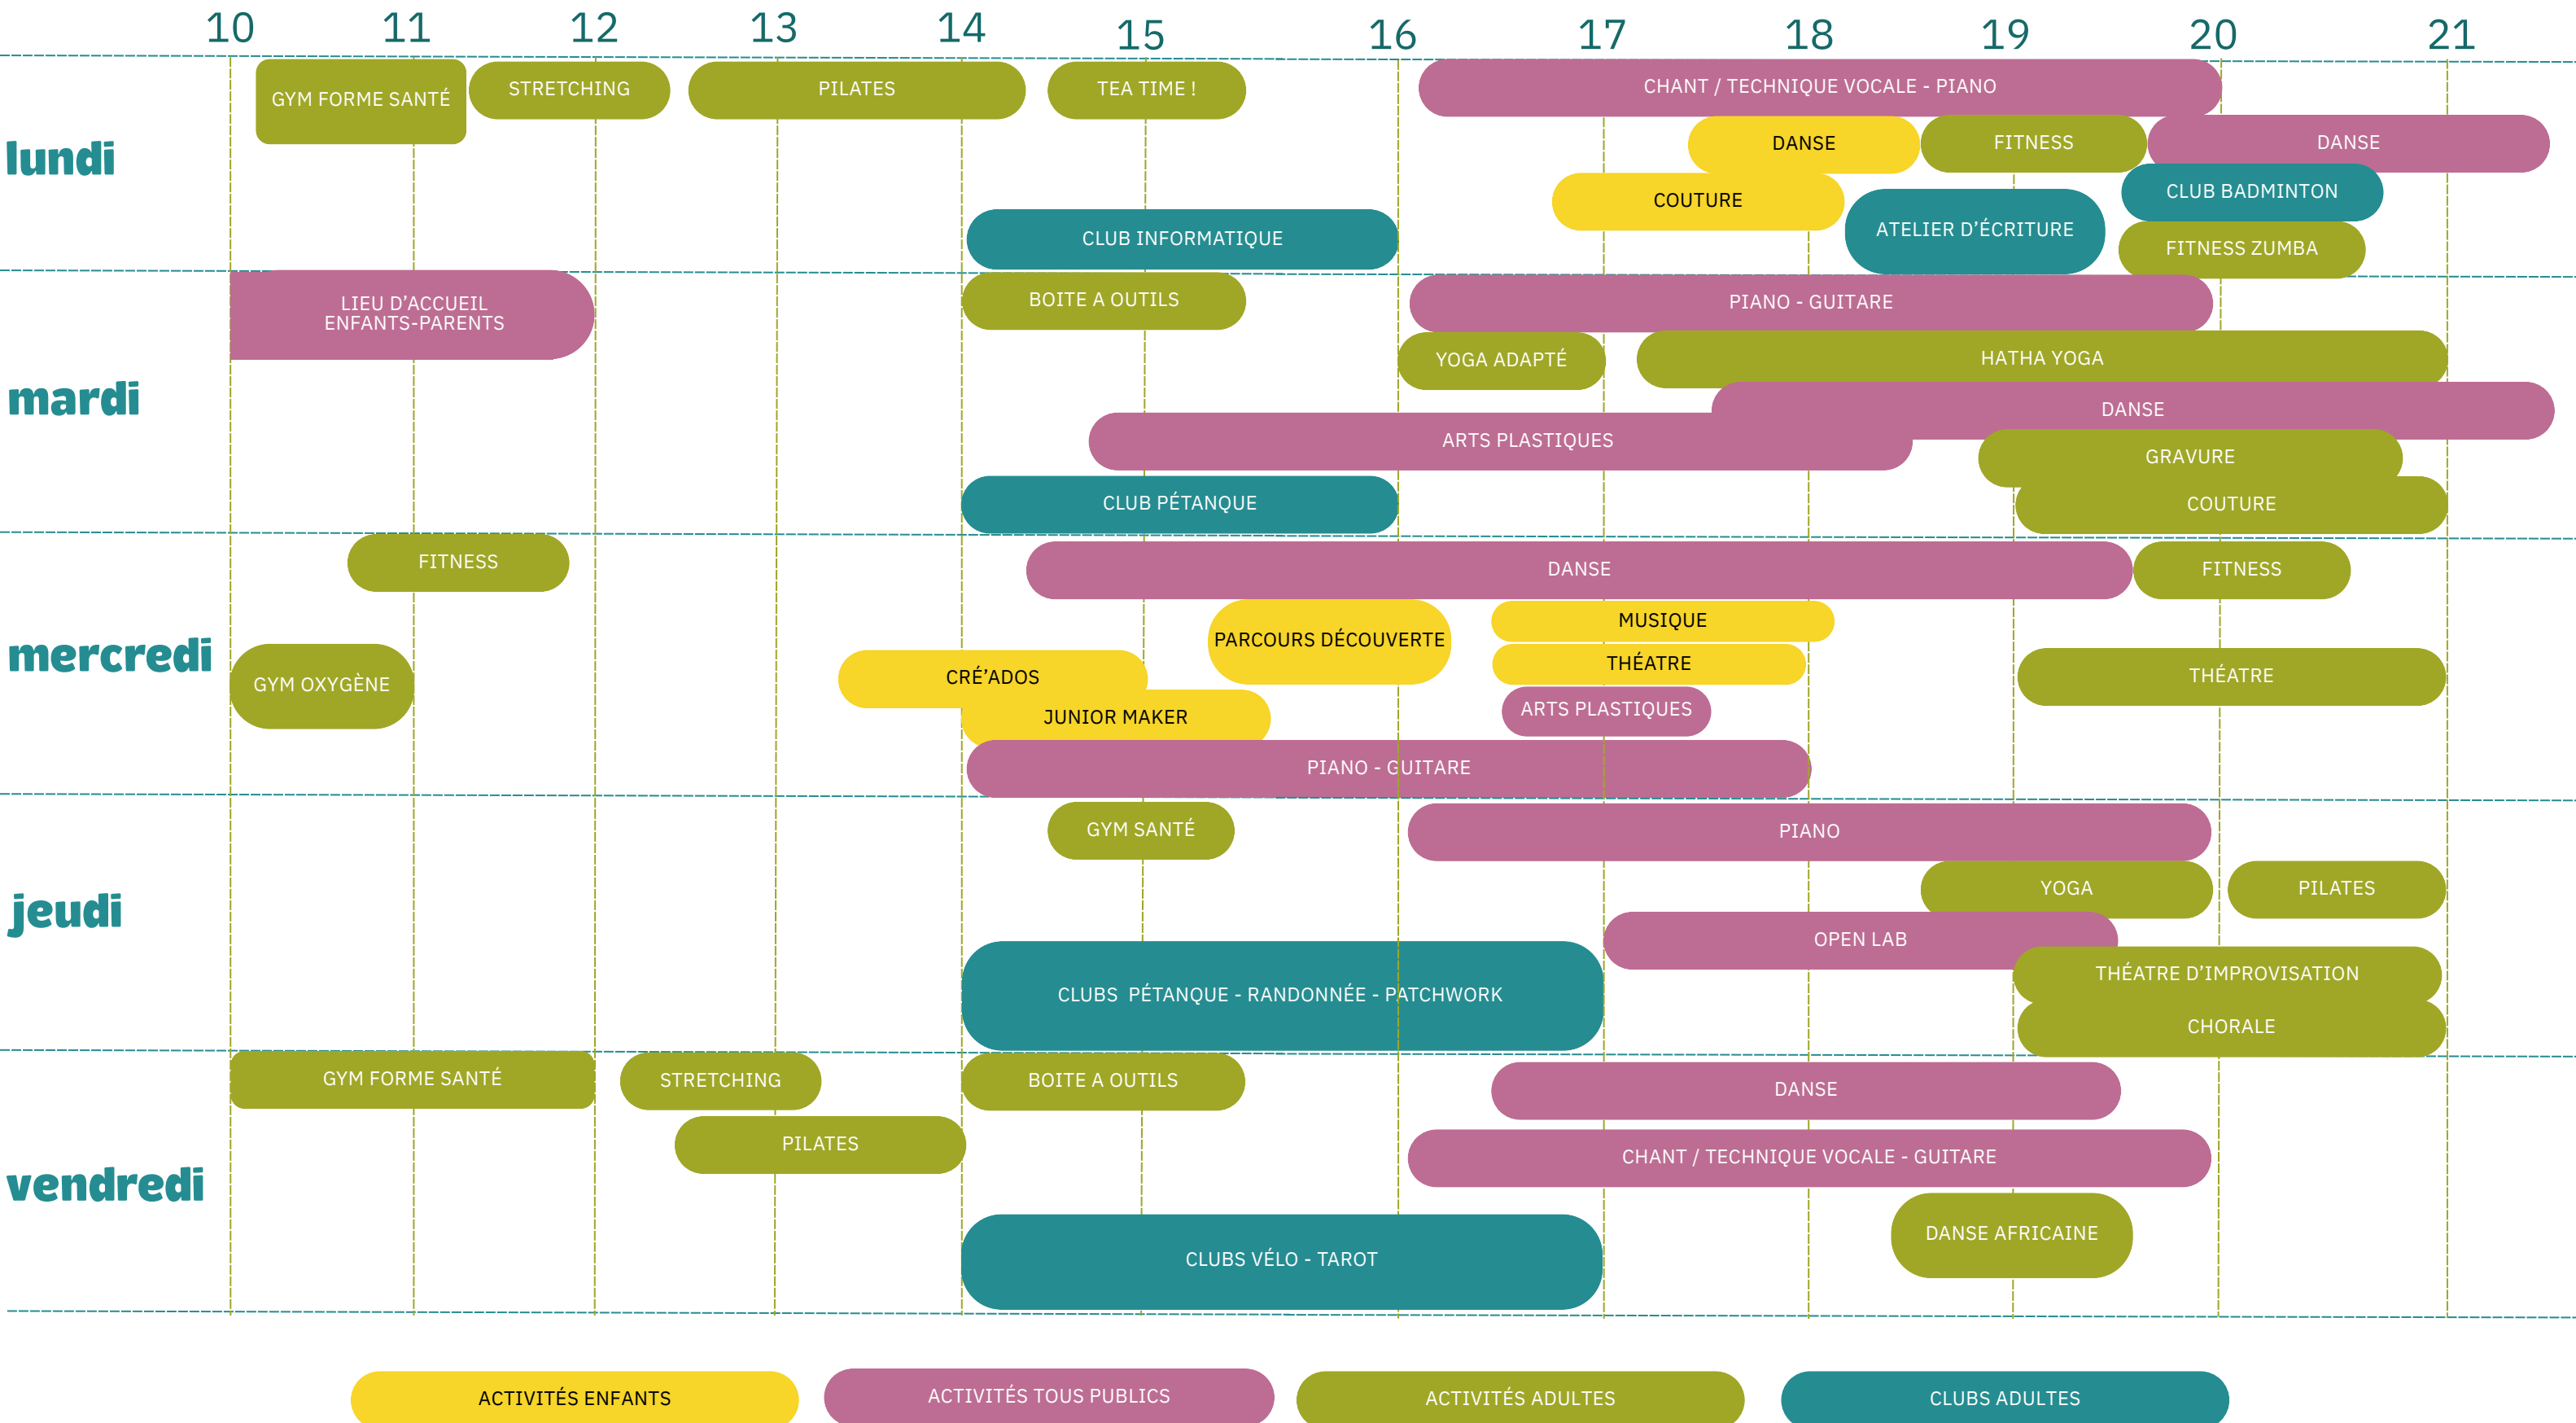 10 11 12 13 14 15 16 17 18 19 20 21
lundi
GYM FORME SANTÉ
STRETCHING
PILATES
TEA TIME !
CHANT / TECHNIQUE VOCALE - PIANO
DANSE
FITNESS
DANSE
COUTURE
CLUB BADMINTON
CLUB INFORMATIQUE
ATELIER D’ÉCRITURE
FITNESS ZUMBA
mardi
LIEU D’ACCUEIL
ENFANTS-PARENTS
BOITE A OUTILS
PIANO - GUITARE
YOGA ADAPTÉ
HATHA YOGA
DANSE
ARTS PLASTIQUES
GRAVURE
CLUB PÉTANQUE
COUTURE
mercredi
FITNESS
DANSE
FITNESS
PARCOURS DÉCOUVERTE
MUSIQUE
THÉATRE
GYM OXYGÈNE
CRÉ’ADOS
THÉATRE
JUNIOR MAKER
ARTS PLASTIQUES
PIANO - GUITARE
jeudi
GYM SANTÉ
PIANO
YOGA
PILATES
OPEN LAB
CLUBS  PÉTANQUE - RANDONNÉE - PATCHWORK
THÉATRE D’IMPROVISATION
CHORALE
vendredi
GYM FORME SANTÉ
STRETCHING
BOITE A OUTILS
DANSE
PILATES
CHANT / TECHNIQUE VOCALE - GUITARE
CLUBS VÉLO - TAROT
DANSE AFRICAINE
ACTIVITÉS ENFANTS
ACTIVITÉS TOUS PUBLICS
ACTIVITÉS ADULTES
CLUBS ADULTES